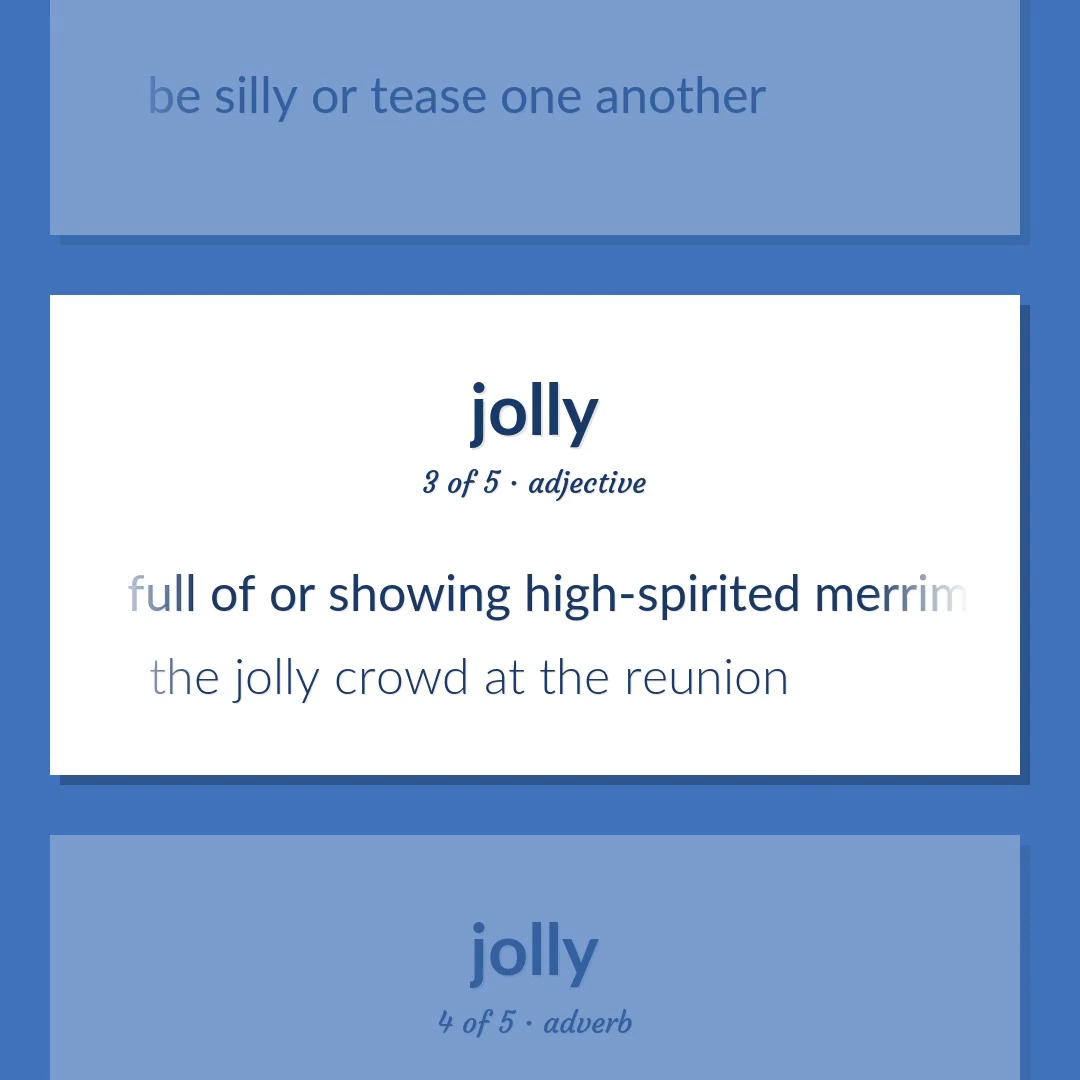 be silly or tease one another
jolly
3 of 5 · adjective
full of or showing high-spirited merrim
the jolly crowd at the reunion
jolly
4 of 5 · adverb